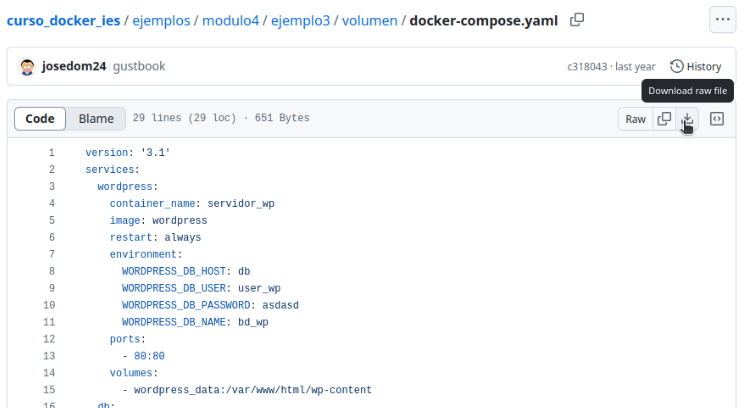 curso_docker_ies / ejemplos / modulo4 / ejemplo3 / volumen / docker-compose.yaml
josedom24 gustbook c318043 · last year History
Download raw file
Code Blame 29 lines (29 loc) · 651 Bytes Raw
1 version: '3.1'
2 services:
3   wordpress:
4     container_name: servidor_wp
5     image: wordpress
6     restart: always
7     environment:
8       WORDPRESS_DB_HOST: db
9       WORDPRESS_DB_USER: user_wp
10       WORDPRESS_DB_PASSWORD: asdasd
11       WORDPRESS_DB_NAME: bd_wp
12     ports:
13       - 80:80
14     volumes:
15       - wordpress_data:/var/www/html/wp-content
16   db: